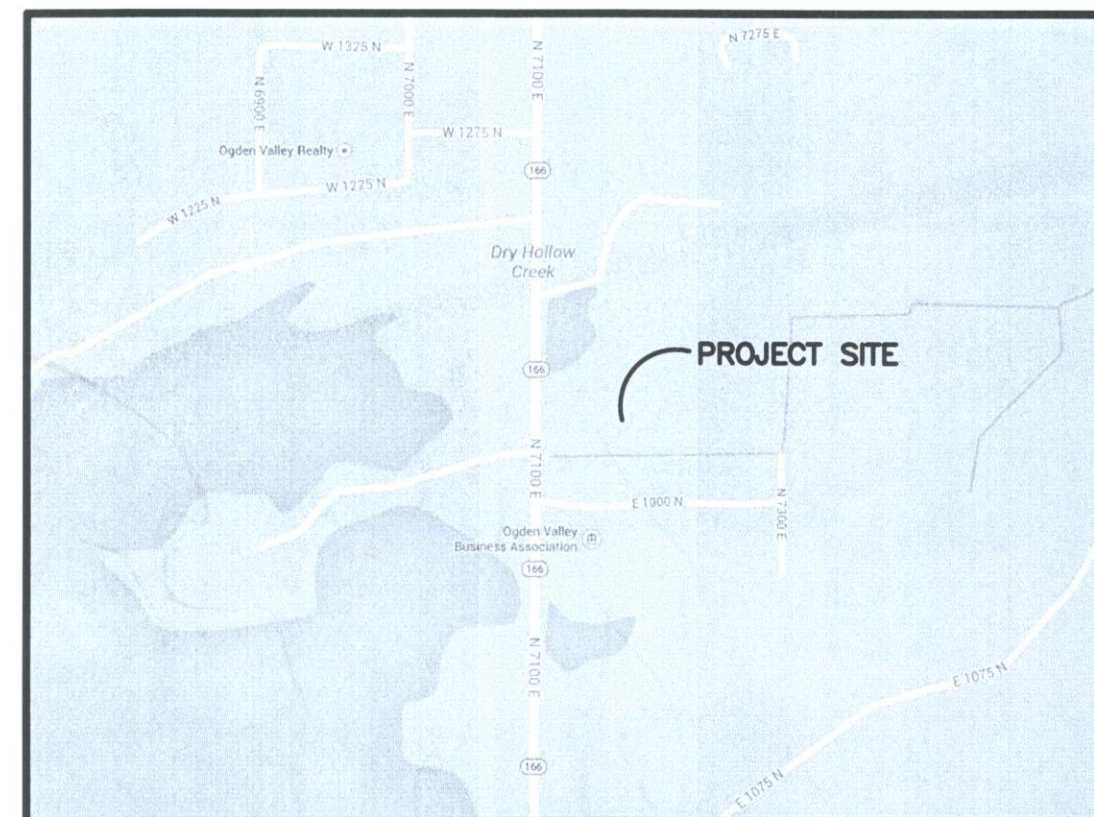 W 1325 N
N 7275 E
N 6900 E
N 7000 E
N 7100 E
W 1275 N
Ogden Valley Realty
166
W 1225 N
W 1225 N
Dry Hollow
Creek
PROJECT SITE
166
N 7100 E
E 1000 N
N 7300 E
Ogden Valley
Business Association
166
N 7100 E
E 1075 N
166
E 1075 N